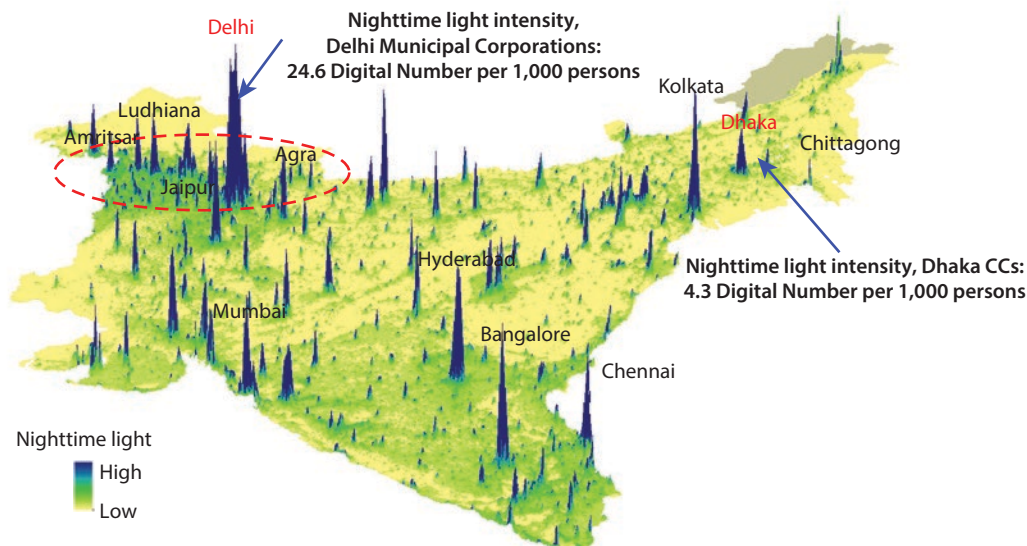 Delhi
Nighttime light intensity,
Delhi Municipal Corporations:
24.6 Digital Number per 1,000 persons
Kolkata
Ludhiana
Amritsar
Dhaka
Chittagong
Agra
Jaipur
Hyderabad
Nighttime light intensity, Dhaka CCs:
4.3 Digital Number per 1,000 persons
Mumbai
Bangalore
Chennai
Nighttime light
High
Low